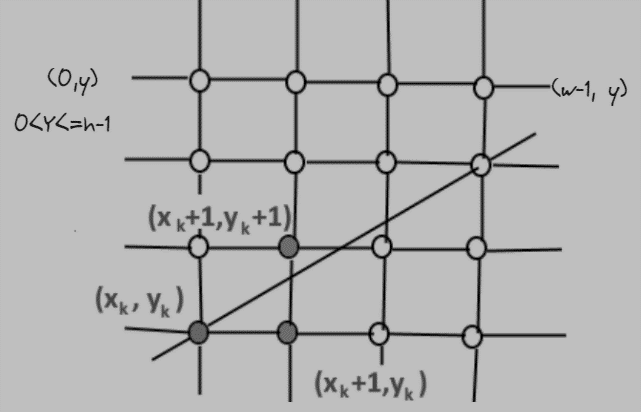 (0,y)
(w-1, y)
0<Y<=h-1
(xk+1,yk+1)
(xk, yk)
(xk+1,yk)